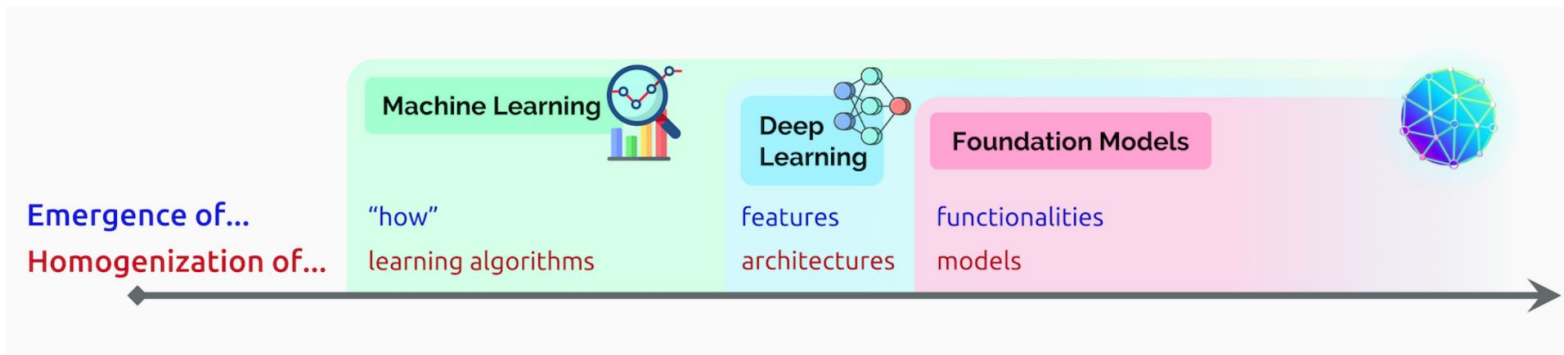 Machine Learning
Deep
Learning
Foundation Models
Emergence of... “how” features functionalities
Homogenization of... learning algorithms architectures models